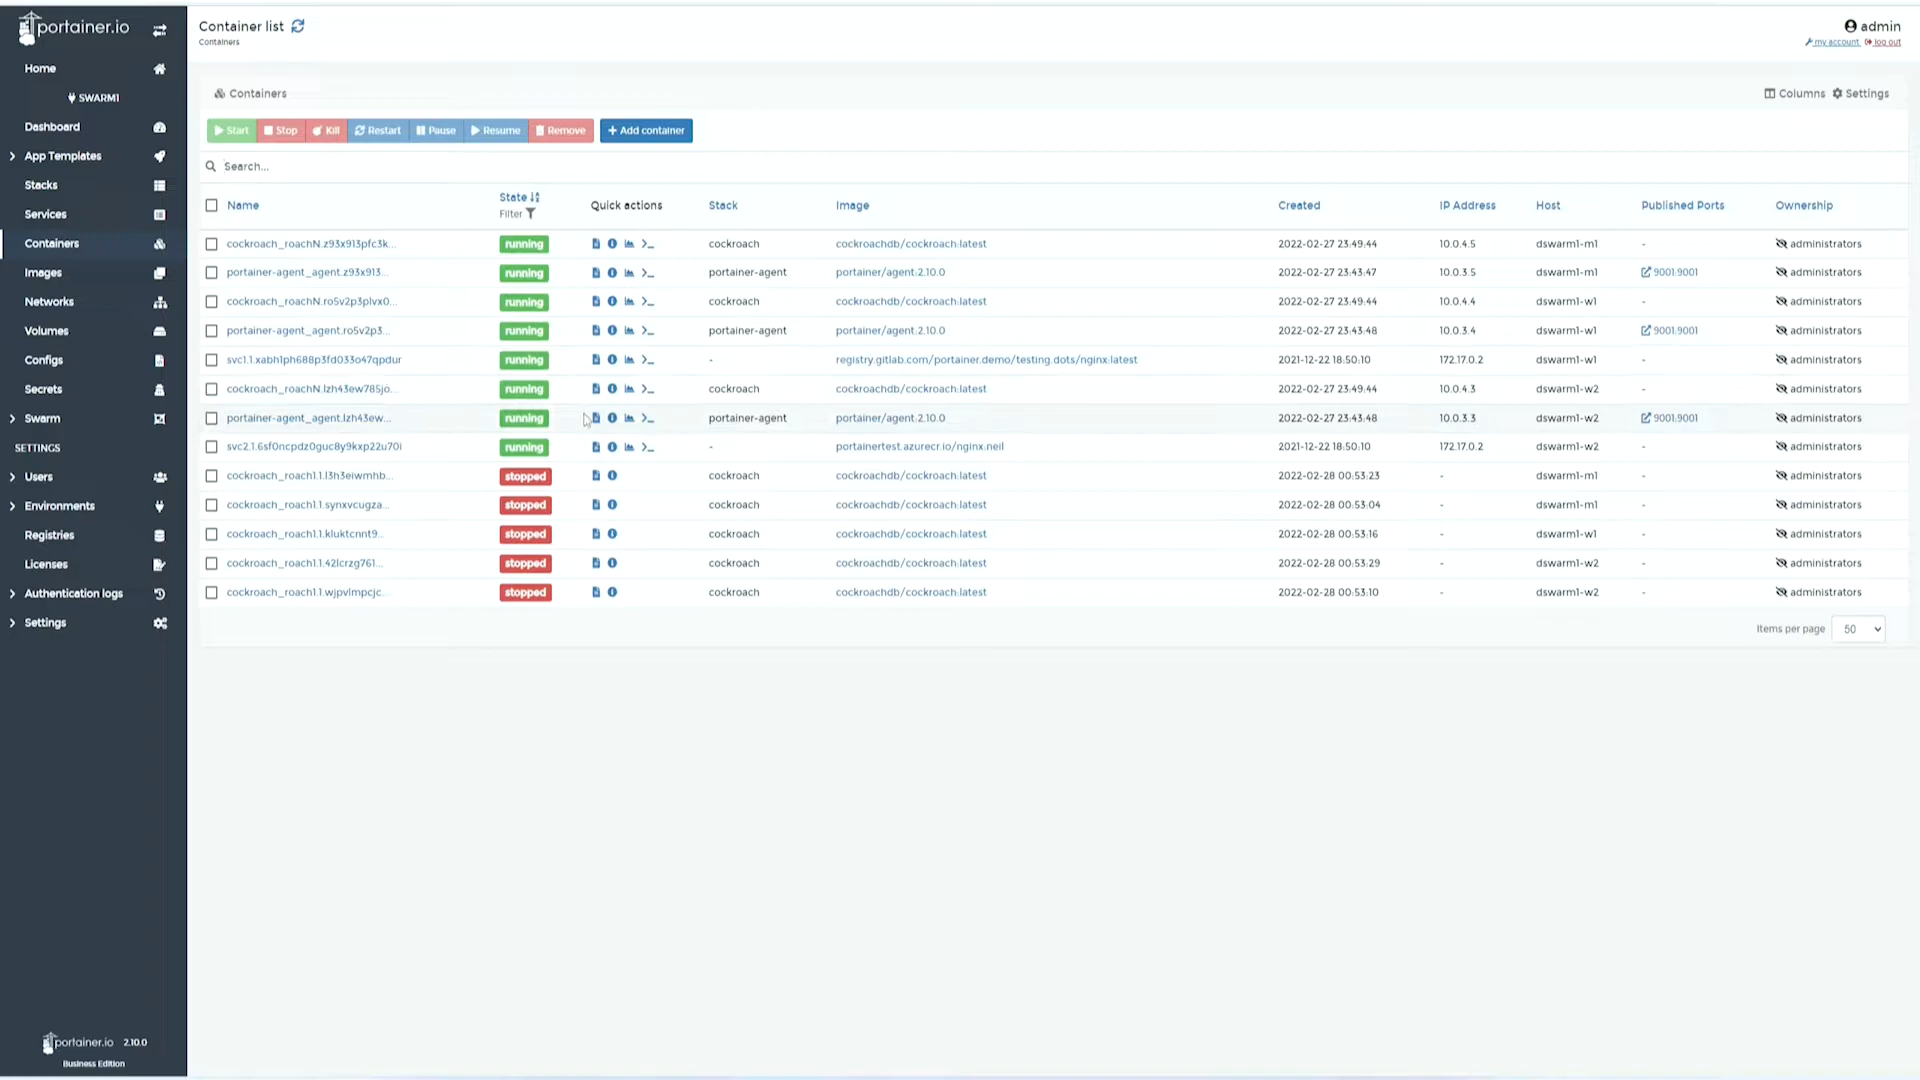 portainer.io
Home
SWARM1
Dashboard
App Templates
Stacks
Services
Containers
Images
Networks
Volumes
Configs
Secrets
Swarm
SETTINGS
Users
Environments
Registries
Licenses
Authentication logs
Settings
portainer.io 2.10.0
Business Edition
Container list
Containers
admin
my account log out
Containers
Columns Settings
Start Stop Kill Restart Pause Resume Remove + Add container
Search...
Name State Filter Quick actions Stack Image Created IP Address Host Published Ports Ownership
cockroach_roachN.z93x913pfc3k... running cockroach cockroachdb/cockroach:latest 2022-02-27 23:49:44 10.0.4.5 dswarm1-m1 - administrators
portainer-agent_agent.z93x913... running portainer-agent portainer/agent:2.10.0 2022-02-27 23:43:47 10.0.3.5 dswarm1-m1 9001:9001 administrators
cockroach_roachN.ro5v2p3plvx0... running cockroach cockroachdb/cockroach:latest 2022-02-27 23:49:44 10.0.4.4 dswarm1-w1 - administrators
portainer-agent_agent.ro5v2p3... running portainer-agent portainer/agent:2.10.0 2022-02-27 23:43:48 10.0.3.4 dswarm1-w1 9001:9001 administrators
svc1.1.xabh1ph688p3fd033o47qpdur running - registry.gitlab.com/portainer.demo/testing.dots/nginx:latest 2021-12-22 18:50:10 172.17.0.2 dswarm1-w1 - administrators
cockroach_roachN.lzh43ew785jo... running cockroach cockroachdb/cockroach:latest 2022-02-27 23:49:44 10.0.4.3 dswarm1-w2 - administrators
portainer-agent_agent.lzh43ew... running portainer-agent portainer/agent:2.10.0 2022-02-27 23:43:48 10.0.3.3 dswarm1-w2 9001:9001 administrators
svc2.1.6sf0ncpdz0guc8y9kxp22u70i running - portainertest.azurecr.io/nginx:neil 2021-12-22 18:50:10 172.17.0.2 dswarm1-w2 - administrators
cockroach_roach1.1.l3h3eiwmhb... stopped cockroach cockroachdb/cockroach:latest 2022-02-28 00:53:23 - dswarm1-m1 - administrators
cockroach_roach1.1.synxvcugza... stopped cockroach cockroachdb/cockroach:latest 2022-02-28 00:53:04 - dswarm1-m1 - administrators
cockroach_roach1.1.kluktcnnt9... stopped cockroach cockroachdb/cockroach:latest 2022-02-28 00:53:16 - dswarm1-w1 - administrators
cockroach_roach1.1.42lcrzg761... stopped cockroach cockroachdb/cockroach:latest 2022-02-28 00:53:29 - dswarm1-w2 - administrators
cockroach_roach1.1.wjpvlmpcjc... stopped cockroach cockroachdb/cockroach:latest 2022-02-28 00:53:10 - dswarm1-w2 - administrators
Items per page 50